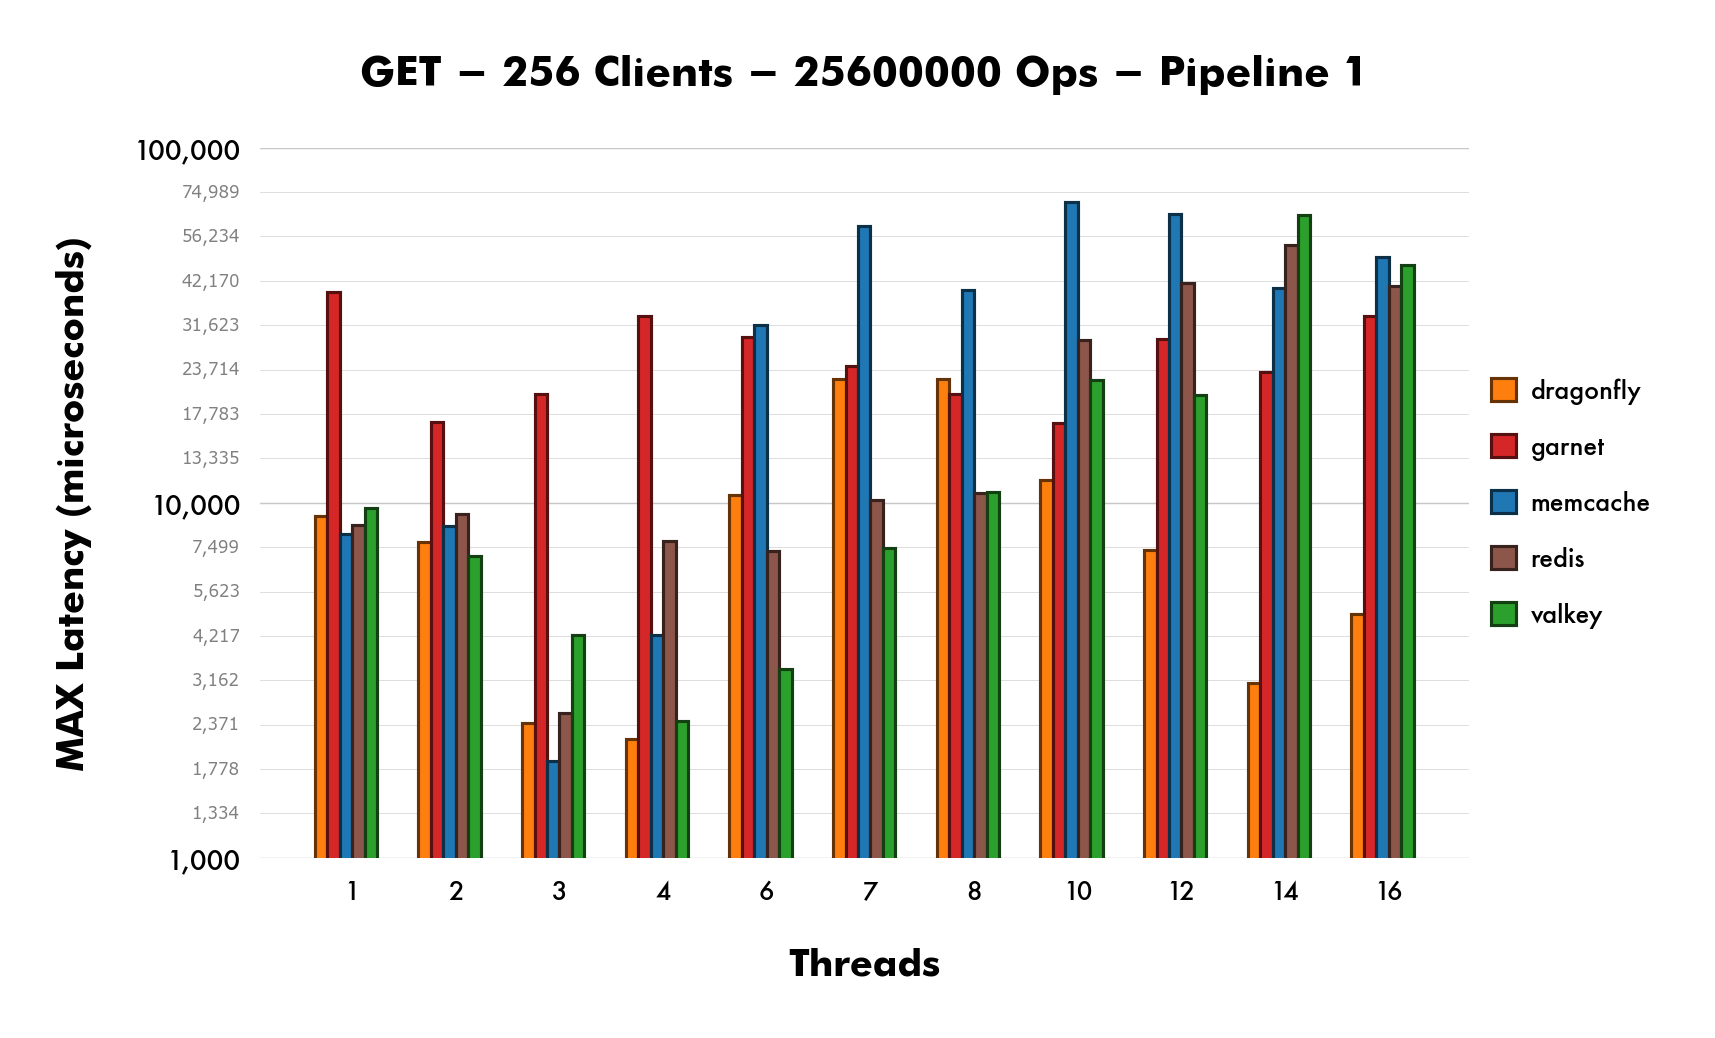 GET – 256 Clients – 25600000 Ops – Pipeline 1
MAX Latency (microseconds)
100,000
74,989
56,234
42,170
31,623
23,714
17,783
13,335
10,000
7,499
5,623
4,217
3,162
2,371
1,778
1,334
1,000
1 2 3 4 6 7 8 10 12 14 16
Threads
dragonfly
garnet
memcache
redis
valkey